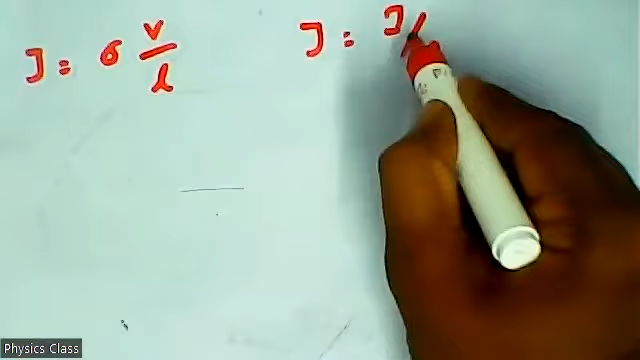 J = σ V/l
J = I/
Physics Class